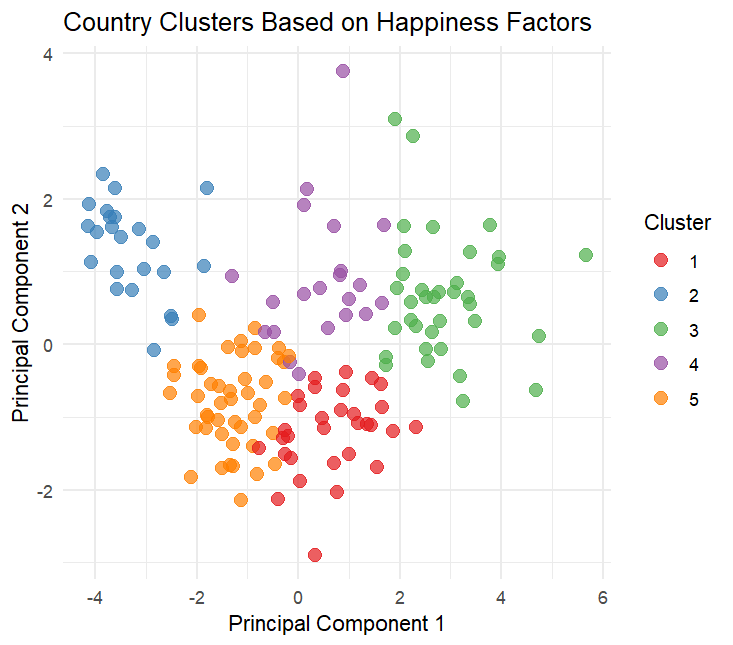 Country Clusters Based on Happiness Factors
4
2
0
-2
Principal Component 2
-4 -2 0 2 4 6
Principal Component 1
Cluster
1
2
3
4
5